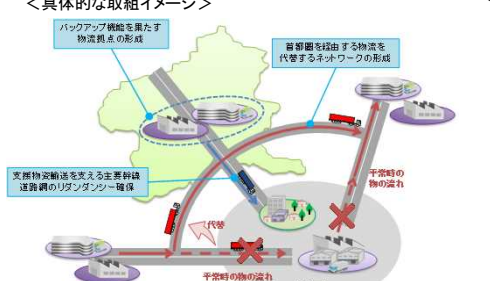 ＜具体的な取組イメージ＞
バックアップ機能を果たす
物流拠点の形成
首都圏を経由する物流を
代替するネットワークの形成
支援物資輸送を支える主要幹線
道路網のリダンダンシー確保
平常時の
物の流れ
代替
平常時の物の流れ